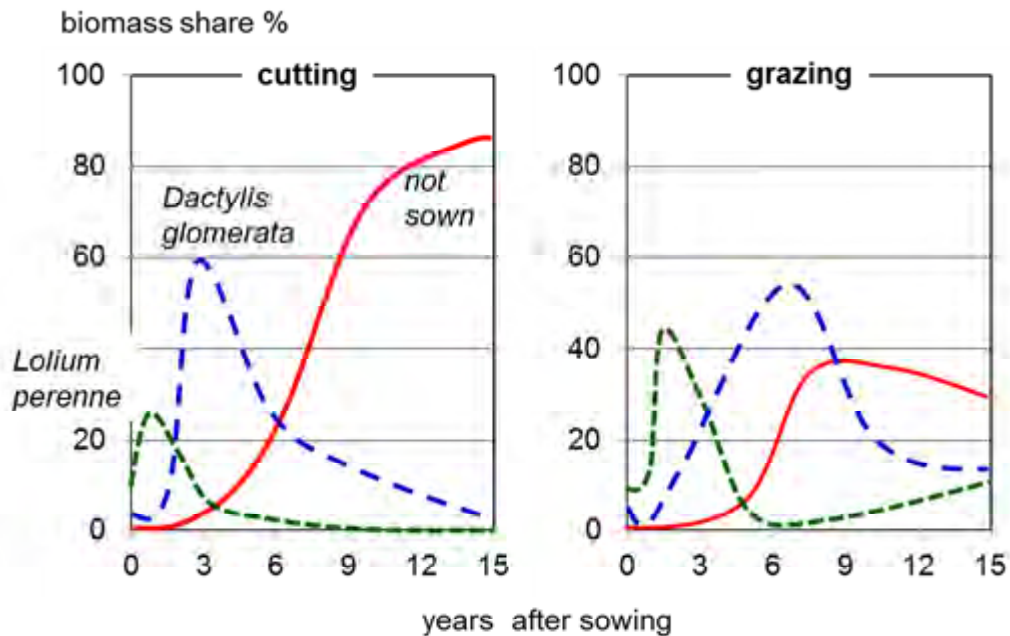 biomass share %
cutting
grazing
100
80
60
20
0
Dactylis
glomerata
not
sown
Lolium
perenne
0 3 6 9 12 15
100
80
60
40
20
0
0 3 6 9 12 15
years after sowing